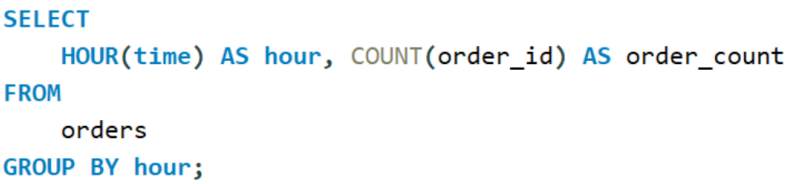 SELECT
    HOUR(time) AS hour, COUNT(order_id) AS order_count
FROM
    orders
GROUP BY hour;